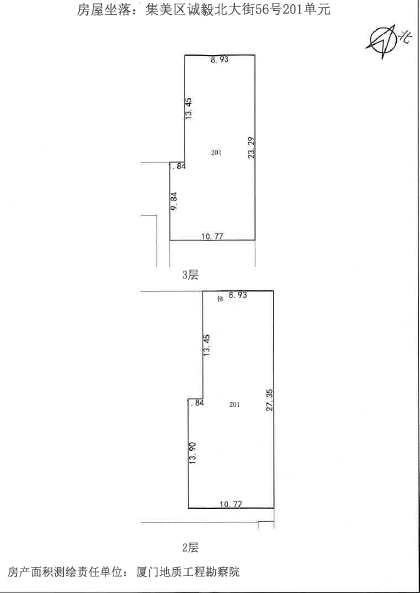 房屋坐落：集美区诚毅北大街56号201单元
北
8.93
13.45
201
23.29
.84
9.84
10.77
3层
梯
8.93
13.45
.84
201
27.35
13.90
10.77
2层
房产面积测绘责任单位：厦门地质工程勘察院